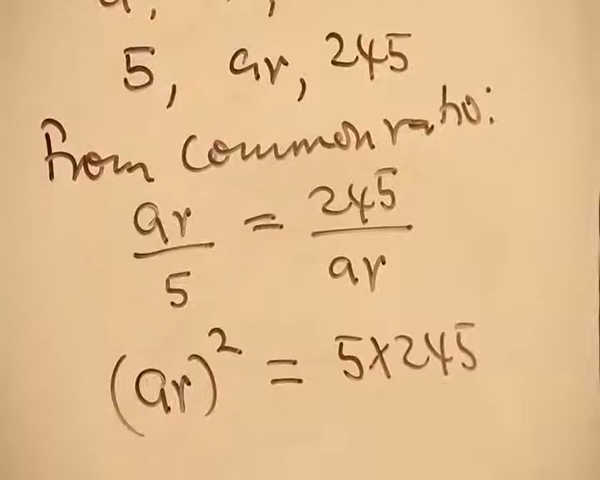 5, ar, 245
From common ratio:
ar/5 = 245/ar
(ar)² = 5×245